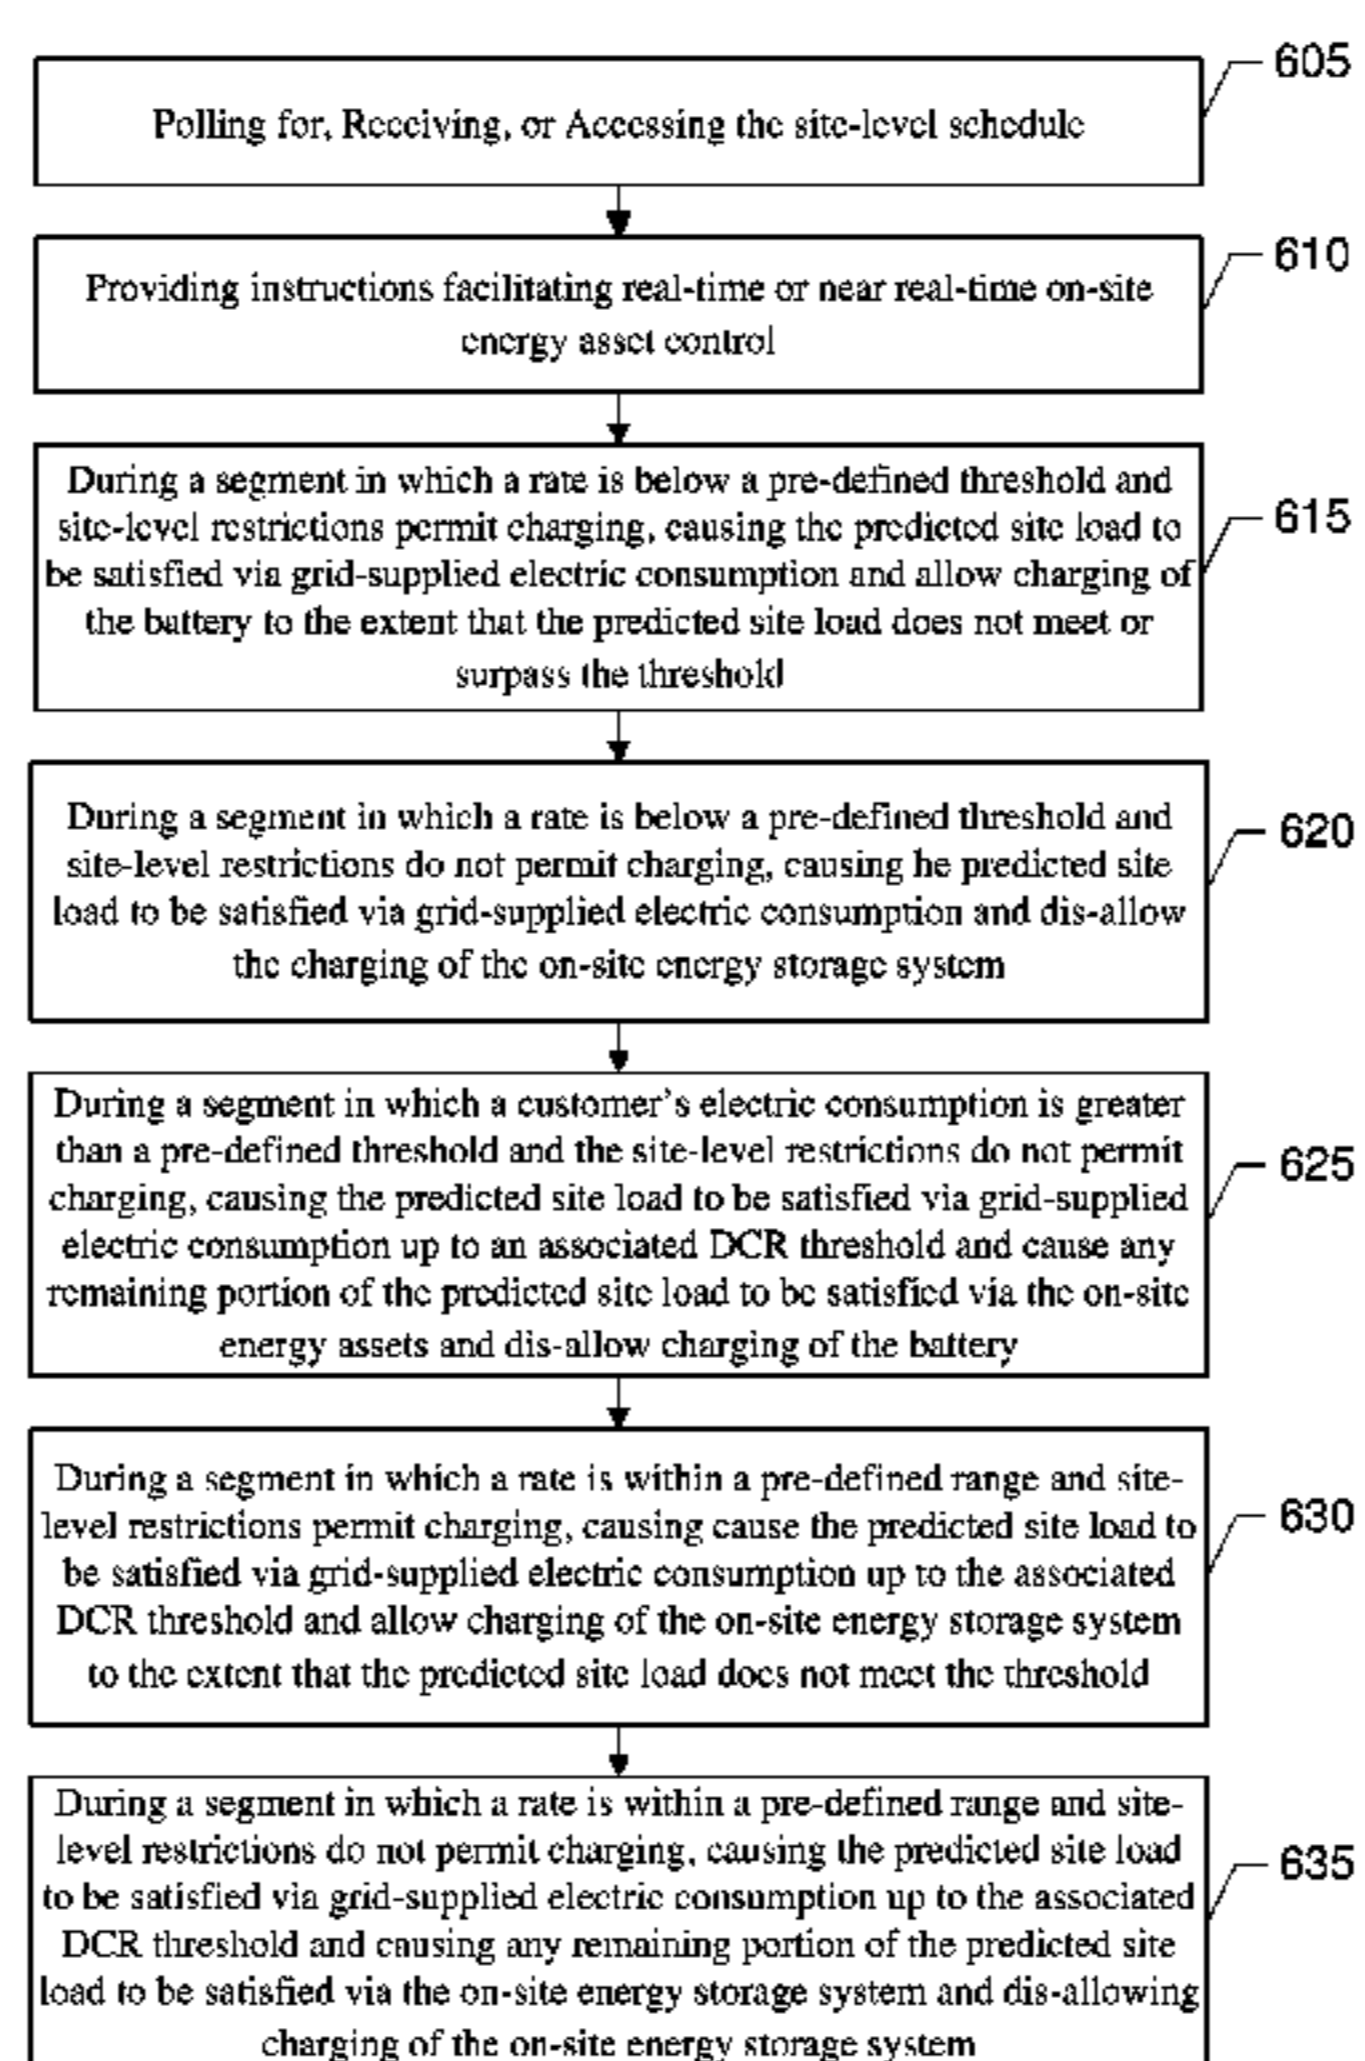 605
Polling for, Receiving, or Accessing the site-level schedule
610
Providing instructions facilitating real-time or near real-time on-site
energy asset control
During a segment in which a rate is below a pre-defined threshold and
site-level restrictions permit charging, causing the predicted site load to
615
be satisfied via grid-supplied electric consumption and allow charging of
the battery to the extent that the predicted site load does not meet or
surpass the threshold
During a segment in which a rate is below a pre-defined threshold and
620
site-level restrictions do not permit charging, causing he predicted site
load to be satisfied via grid-supplied electric consumption and dis-allow
the charging of the on-site energy storage system
During a segment in which a customer's electric consumption is greater
than a pre-defined threshold and the site-level restrictions do not permit
625
charging, causing the predicted site load to be satisfied via grid-supplied
electric consumption up to an associated DCR threshold and cause any
remaining portion of the predicted site load to be satisfied via the on-site
energy assets and dis-allow charging of the battery
During a segment in which a rate is within a pre-defined range and site-
630
level restrictions permit charging, causing cause the predicted site load to
be satisfied via grid-supplied electric consumption up to the associated
DCR threshold and allow charging of the on-site energy storage system
to the extent that the predicted site load does not meet the threshold
During a segment in which a rate is within a pre-defined range and site-
level restrictions do not permit charging, causing the predicted site load
635
to be satisfied via grid-supplied electric consumption up to the associated
DCR threshold and causing any remaining portion of the predicted site
load to be satisfied via the on-site energy storage system and dis-allowing
charging of the on-site energy storage system